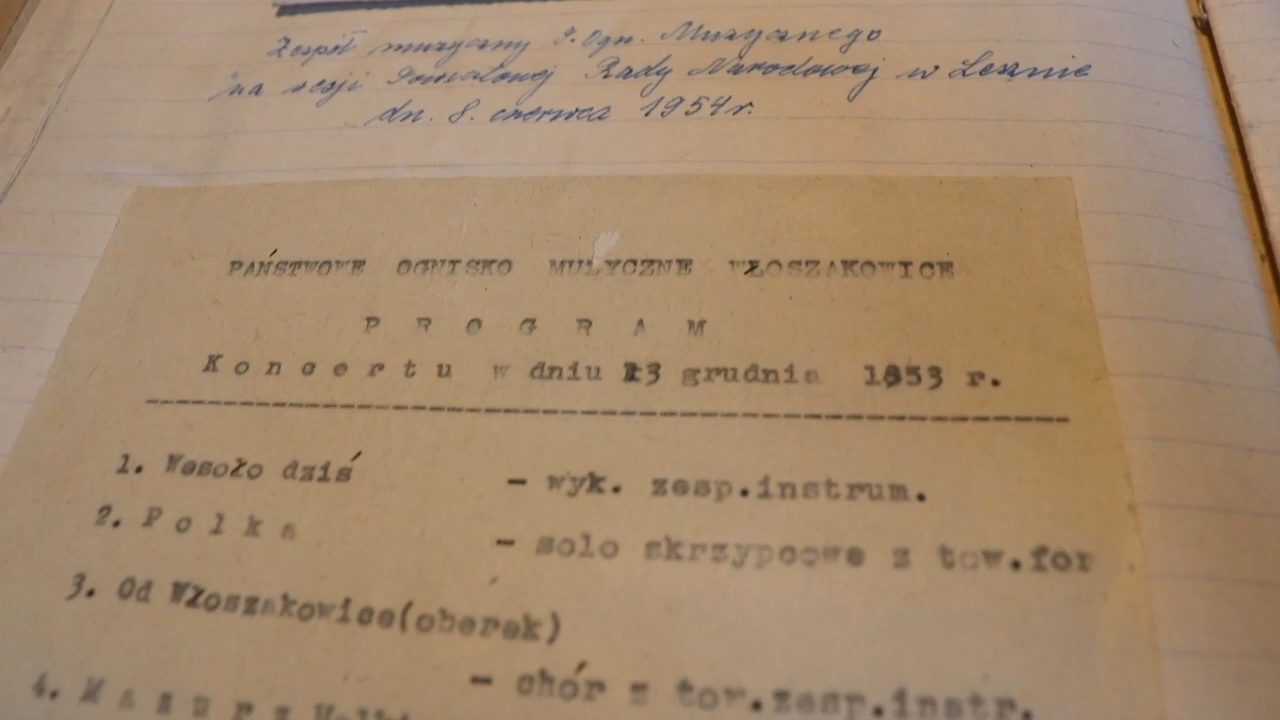 Zespół muzyczny P. Ogn. Muzycznego
na sesji Powiatowej Rady Narodowej w Lesznie
dn. 8. czerwca 1954 r.
PAŃSTWOWE OGNISKO MUZYCZNE WŁOSZAKOWICE
P R O G R A M
K o n c e r t u w dniu 13 grudnia 1953 r.
1. Wesoło dziś - wyk. zesp.instrum.
2. P o l k a - solo skrzypcowe z tow.for
3. Od Włoszakowice(oberek)
- chór z tow.zesp.instr.
4. M a z u r z